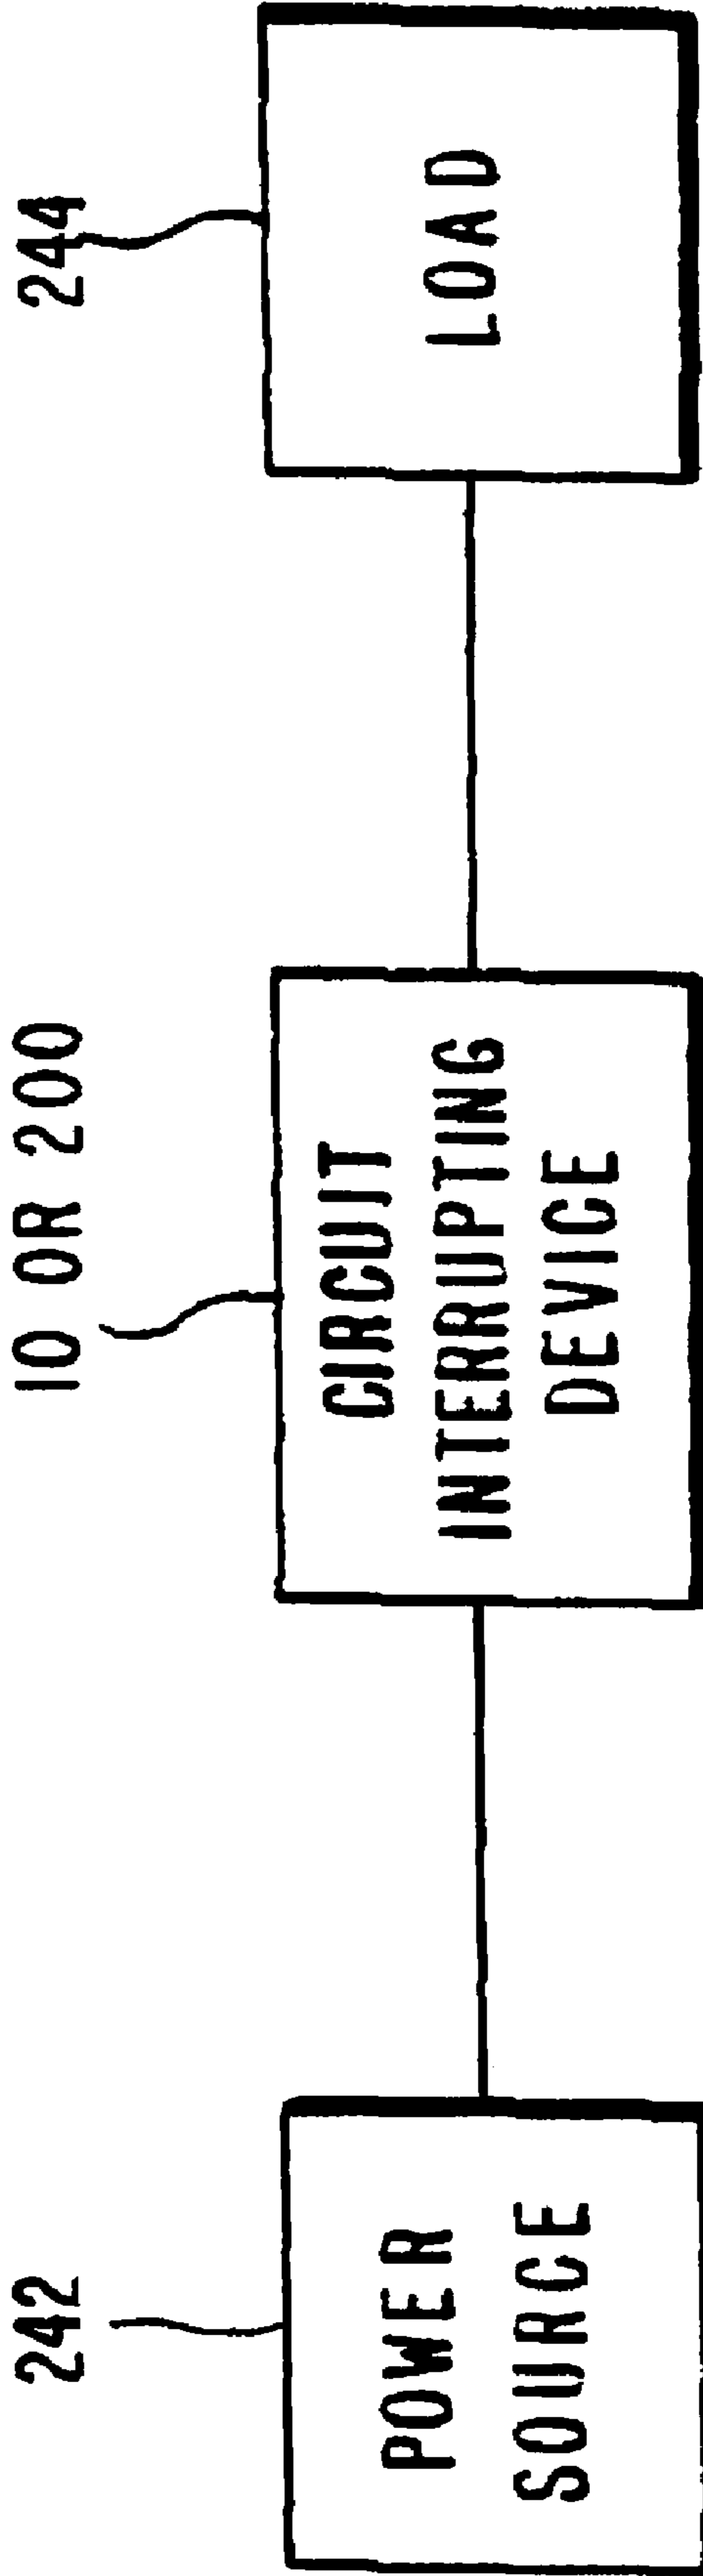 242
POWER
SOURCE
10 OR 200
CIRCUIT
INTERRUPTING
DEVICE
244
LOAD